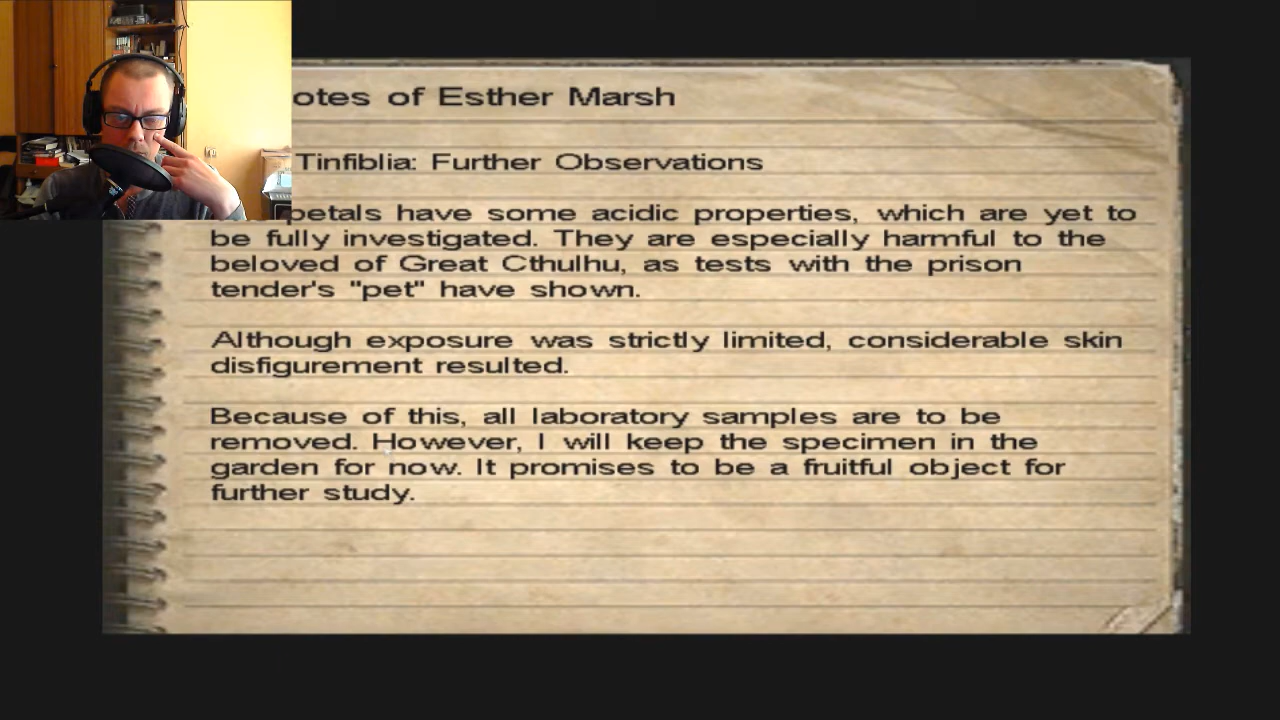 otes of Esther Marsh
Tinfiblia: Further Observations
petals have some acidic properties, which are yet to
be fully investigated. They are especially harmful to the
beloved of Great Cthulhu, as tests with the prison
tender's "pet" have shown.
Although exposure was strictly limited, considerable skin
disfigurement resulted.
Because of this, all laboratory samples are to be
removed. However, I will keep the specimen in the
garden for now. It promises to be a fruitful object for
further study.